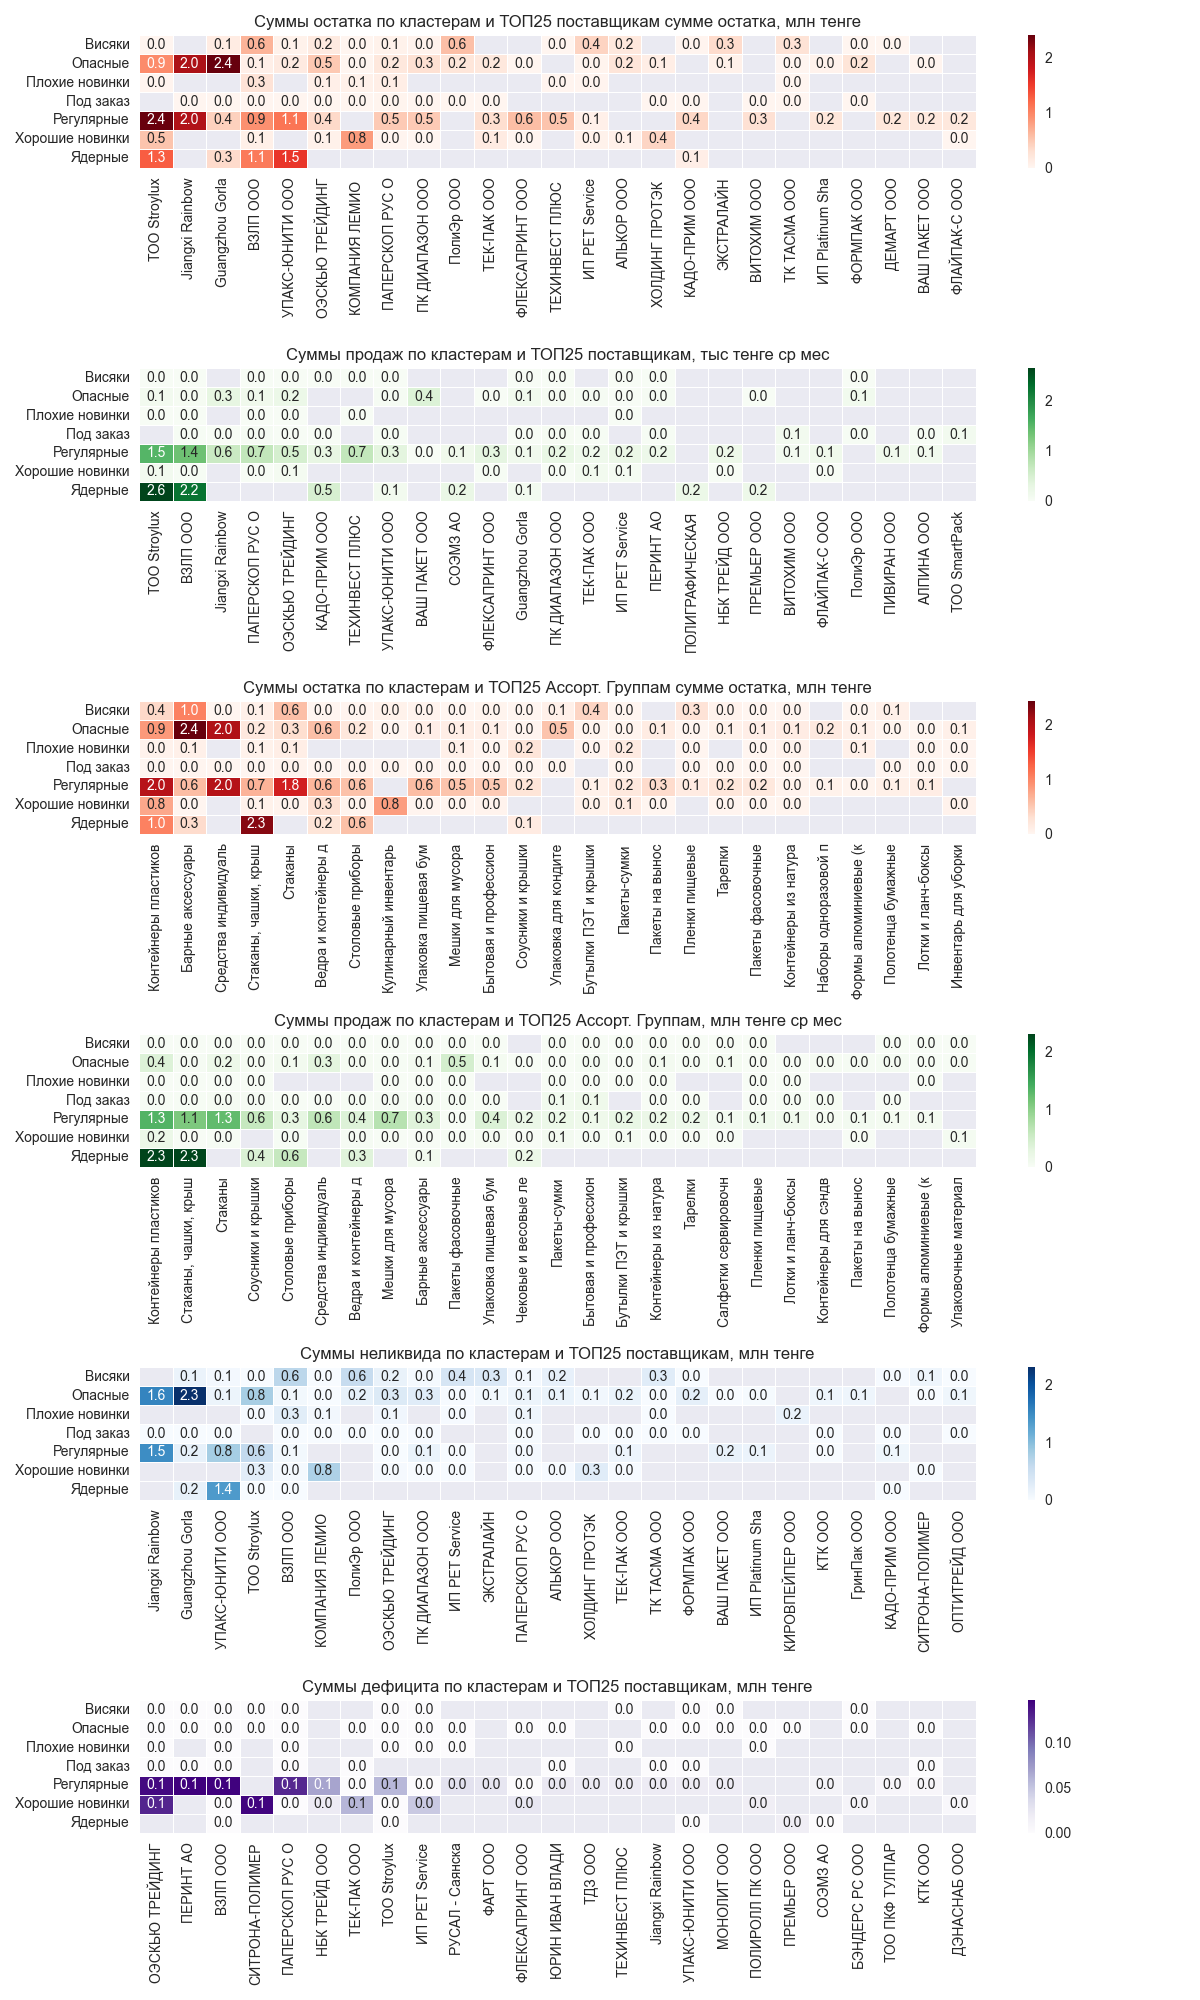 Суммы остатка по кластерам и ТОП25 поставщикам сумме остатка, млн тенге
Висяки 0.0 0.1 0.6 0.1 0.2 0.0 0.1 0.0 0.6 0.0 0.4 0.2 0.0 0.3 0.3 0.0 0.0
Опасные 0.9 2.0 2.4 0.1 0.2 0.5 0.0 0.2 0.3 0.2 0.2 0.0 0.0 0.2 0.1 0.1 0.0 0.0 0.2 0.0
Плохие новинки 0.0 0.3 0.1 0.1 0.1 0.0 0.0 0.0
Под заказ 0.0 0.0 0.0 0.0 0.0 0.0 0.0 0.0 0.0 0.0 0.0 0.0 0.0 0.0 0.0 0.0
Регулярные 2.4 2.0 0.4 0.9 1.1 0.4 0.5 0.5 0.3 0.6 0.5 0.1 0.4 0.3 0.2 0.2 0.2 0.2
Хорошие новинки 0.5 0.1 0.1 0.8 0.0 0.0 0.1 0.0 0.0 0.1 0.4 0.0
Ядерные 1.3 0.3 1.1 1.5 0.1
2
1
0
ТОО Stroylux
Jiangxi Rainbow
Guangzhou Gorla
ВЗЛП ООО
УПАКС-ЮНИТИ ООО
ОЭСКЬЮ ТРЕЙДИНГ
КОМПАНИЯ ЛЕМИО
ПАПЕРСКОП РУС О
ПК ДИАПАЗОН ООО
ПолиЭр ООО
ТЕК-ПАК ООО
ФЛЕКСАПРИНТ ООО
ТЕХИНВЕСТ ПЛЮС
ИП РЕТ Service
АЛЬКОР ООО
ХОЛДИНГ ПРОТЭК
КАДО-ПРИМ ООО
ЭКСТРАЛАЙН
ВИТОХИМ ООО
ТК ТАСМА ООО
ИП Platinum Sha
ФОРМПАК ООО
ДЕМАРТ ООО
ВАШ ПАКЕТ ООО
ФЛАЙПАК-С ООО
Суммы продаж по кластерам и ТОП25 поставщикам, тыс тенге ср мес
Висяки 0.0 0.0 0.0 0.0 0.0 0.0 0.0 0.0 0.0 0.0 0.0 0.0
Опасные 0.1 0.0 0.3 0.1 0.2 0.0 0.4 0.0 0.1 0.0 0.0 0.0 0.0 0.0 0.1
Плохие новинки 0.0 0.0 0.0 0.0 0.0 0.0
Под заказ 0.0 0.0 0.0 0.0 0.0 0.0 0.0 0.0 0.0 0.0 0.1 0.0 0.0 0.1
Регулярные 1.5 1.4 0.6 0.7 0.5 0.3 0.7 0.3 0.0 0.1 0.3 0.1 0.2 0.2 0.2 0.2 0.2 0.1 0.1 0.1 0.1
Хорошие новинки 0.1 0.0 0.0 0.1 0.0 0.0 0.1 0.1 0.0 0.0
Ядерные 2.6 2.2 0.5 0.1 0.2 0.1 0.2 0.2
2
1
0
ТОО Stroylux
ВЗЛП ООО
Jiangxi Rainbow
ПАПЕРСКОП РУС О
ОЭСКЬЮ ТРЕЙДИНГ
КАДО-ПРИМ ООО
ТЕХИНВЕСТ ПЛЮС
УПАКС-ЮНИТИ ООО
ВАШ ПАКЕТ ООО
СОЭМЗ АО
ФЛЕКСАПРИНТ ООО
Guangzhou Gorla
ПК ДИАПАЗОН ООО
ТЕК-ПАК ООО
ИП РЕТ Service
ПЕРИНТ АО
ПОЛИГРАФИЧЕСКАЯ
НБК ТРЕЙД ООО
ПРЕМЬЕР ООО
ВИТОХИМ ООО
ФЛАЙПАК-С ООО
ПолиЭр ООО
ПИВИРАН ООО
АЛПИНА ООО
ТОО SmartPack
Суммы остатка по кластерам и ТОП25 Ассорт. Группам сумме остатка, млн тенге
Висяки 0.4 1.0 0.0 0.1 0.6 0.0 0.0 0.0 0.0 0.0 0.0 0.0 0.1 0.4 0.0 0.3 0.0 0.0 0.0 0.0 0.1
Опасные 0.9 2.4 2.0 0.2 0.3 0.6 0.2 0.0 0.1 0.1 0.1 0.0 0.5 0.0 0.0 0.1 0.0 0.1 0.1 0.1 0.2 0.1 0.0 0.0 0.1
Плохие новинки 0.0 0.1 0.1 0.1 0.1 0.0 0.2 0.0 0.2 0.0 0.0 0.0 0.1 0.0 0.0
Под заказ 0.0 0.0 0.0 0.0 0.0 0.0 0.0 0.0 0.0 0.0 0.0 0.0 0.0 0.0 0.0 0.0 0.0 0.0 0.0 0.0 0.0
Регулярные 2.0 0.6 2.0 0.7 1.8 0.6 0.6 0.6 0.5 0.5 0.2 0.1 0.2 0.3 0.1 0.2 0.2 0.0 0.1 0.0 0.1 0.1
Хорошие новинки 0.8 0.0 0.1 0.0 0.3 0.0 0.8 0.0 0.0 0.0 0.0 0.1 0.0 0.0 0.0 0.0 0.0
Ядерные 1.0 0.3 2.3 0.2 0.6 0.1
2
1
0
Контейнеры пластиков
Барные аксессуары
Средства индивидуаль
Стаканы, чашки, крыш
Стаканы
Ведра и контейнеры д
Столовые приборы
Кулинарный инвентарь
Упаковка пищевая бум
Мешки для мусора
Бытовая и профессион
Соусники и крышки
Упаковка для кондите
Бутылки ПЭТ и крышки
Пакеты-сумки
Пакеты на вынос
Пленки пищевые
Тарелки
Пакеты фасовочные
Контейнеры из натура
Наборы одноразовой п
Формы алюминиевые (к
Полотенца бумажные
Лотки и ланч-боксы
Инвентарь для уборки
Суммы продаж по кластерам и ТОП25 Ассорт. Группам, млн тенге ср мес
Висяки 0.0 0.0 0.0 0.0 0.0 0.0 0.0 0.0 0.0 0.0 0.0 0.0 0.0 0.0 0.0 0.0 0.0 0.0 0.0 0.0 0.0
Опасные 0.4 0.0 0.2 0.0 0.1 0.3 0.0 0.0 0.1 0.5 0.1 0.0 0.0 0.0 0.0 0.1 0.0 0.1 0.0 0.0 0.0 0.0 0.0 0.0 0.0
Плохие новинки 0.0 0.0 0.0 0.0 0.0 0.0 0.0 0.0 0.0 0.0 0.0 0.0 0.0
Под заказ 0.0 0.0 0.0 0.0 0.0 0.0 0.0 0.0 0.0 0.0 0.0 0.0 0.1 0.1 0.0 0.0 0.0 0.0 0.0 0.0
Регулярные 1.3 1.1 1.3 0.6 0.3 0.6 0.4 0.7 0.3 0.0 0.4 0.2 0.2 0.1 0.2 0.2 0.2 0.1 0.1 0.1 0.0 0.1 0.1 0.1
Хорошие новинки 0.2 0.0 0.0 0.0 0.0 0.0 0.0 0.0 0.0 0.0 0.1 0.0 0.1 0.0 0.0 0.0 0.0 0.1
Ядерные 2.3 2.3 0.4 0.6 0.3 0.1 0.2
2
1
0
Контейнеры пластиков
Стаканы, чашки, крыш
Стаканы
Соусники и крышки
Столовые приборы
Средства индивидуаль
Ведра и контейнеры д
Мешки для мусора
Барные аксессуары
Пакеты фасовочные
Упаковка пищевая бум
Чековые и весовые ле
Пакеты-сумки
Бытовая и профессион
Бутылки ПЭТ и крышки
Контейнеры из натура
Тарелки
Салфетки сервировочн
Пленки пищевые
Лотки и ланч-боксы
Контейнеры для сэндв
Пакеты на вынос
Полотенца бумажные
Формы алюминиевые (к
Упаковочные материал
Суммы неликвида по кластерам и ТОП25 поставщикам, млн тенге
Висяки 0.1 0.1 0.0 0.6 0.0 0.6 0.2 0.0 0.4 0.3 0.1 0.2 0.3 0.0 0.0 0.1 0.0
Опасные 1.6 2.3 0.1 0.8 0.1 0.0 0.2 0.3 0.3 0.0 0.1 0.1 0.1 0.1 0.2 0.0 0.2 0.0 0.0 0.1 0.1 0.0 0.1
Плохие новинки 0.0 0.3 0.1 0.1 0.0 0.1 0.0 0.2
Под заказ 0.0 0.0 0.0 0.0 0.0 0.0 0.0 0.0 0.0 0.0 0.0 0.0 0.0 0.0 0.0 0.0 0.0
Регулярные 1.5 0.2 0.8 0.6 0.1 0.0 0.1 0.0 0.0 0.1 0.2 0.1 0.0 0.1
Хорошие новинки 0.3 0.0 0.8 0.0 0.0 0.0 0.0 0.0 0.3 0.0 0.0
Ядерные 0.2 1.4 0.0 0.0 0.0
2
1
0
Jiangxi Rainbow
Guangzhou Gorla
УПАКС-ЮНИТИ ООО
ТОО Stroylux
ВЗЛП ООО
КОМПАНИЯ ЛЕМИО
ПолиЭр ООО
ОЭСКЬЮ ТРЕЙДИНГ
ПК ДИАПАЗОН ООО
ИП РЕТ Service
ЭКСТРАЛАЙН
ПАПЕРСКОП РУС О
АЛЬКОР ООО
ХОЛДИНГ ПРОТЭК
ТЕК-ПАК ООО
ТК ТАСМА ООО
ФОРМПАК ООО
ВАШ ПАКЕТ ООО
ИП Platinum Sha
КИРОВПЕЙПЕР ООО
КТК ООО
ГринПак ООО
КАДО-ПРИМ ООО
СИТРОНА-ПОЛИМЕР
ОПТИТРЕЙД ООО
Суммы дефицита по кластерам и ТОП25 поставщикам, млн тенге
Висяки 0.0 0.0 0.0 0.0 0.0 0.0 0.0 0.0 0.0 0.0 0.0
Опасные 0.0 0.0 0.0 0.0 0.0 0.0 0.0 0.0 0.0 0.0 0.0 0.0 0.0 0.0 0.0 0.0 0.0 0.0
Плохие новинки 0.0 0.0 0.0 0.0 0.0 0.0 0.0 0.0
Под заказ 0.0 0.0 0.0 0.0 0.0 0.0 0.0 0.0 0.0
Регулярные 0.1 0.1 0.1 0.1 0.1 0.0 0.1 0.0 0.0 0.0 0.0 0.0 0.0 0.0 0.0 0.0 0.0 0.0 0.0 0.0
Хорошие новинки 0.1 0.0 0.1 0.0 0.0 0.1 0.0 0.0 0.0 0.0 0.0
Ядерные 0.0 0.0 0.0 0.0 0.0
0.10
0.05
0.00
ОЭСКЬЮ ТРЕЙДИНГ
ПЕРИНТ АО
ВЗЛП ООО
СИТРОНА-ПОЛИМЕР
ПАПЕРСКОП РУС О
НБК ТРЕЙД ООО
ТЕК-ПАК ООО
ТОО Stroylux
ИП РЕТ Service
РУСАЛ - Саянска
ФАРТ ООО
ФЛЕКСАПРИНТ ООО
ЮРИН ИВАН ВЛАДИ
ТДЗ ООО
ТЕХИНВЕСТ ПЛЮС
Jiangxi Rainbow
УПАКС-ЮНИТИ ООО
МОНОЛИТ ООО
ПОЛИРОЛЛ ПК ООО
ПРЕМЬЕР ООО
СОЭМЗ АО
БЭНДЕРС РС ООО
ТОО ПКФ ТУЛПАР
КТК ООО
ДЭНАСНАБ ООО